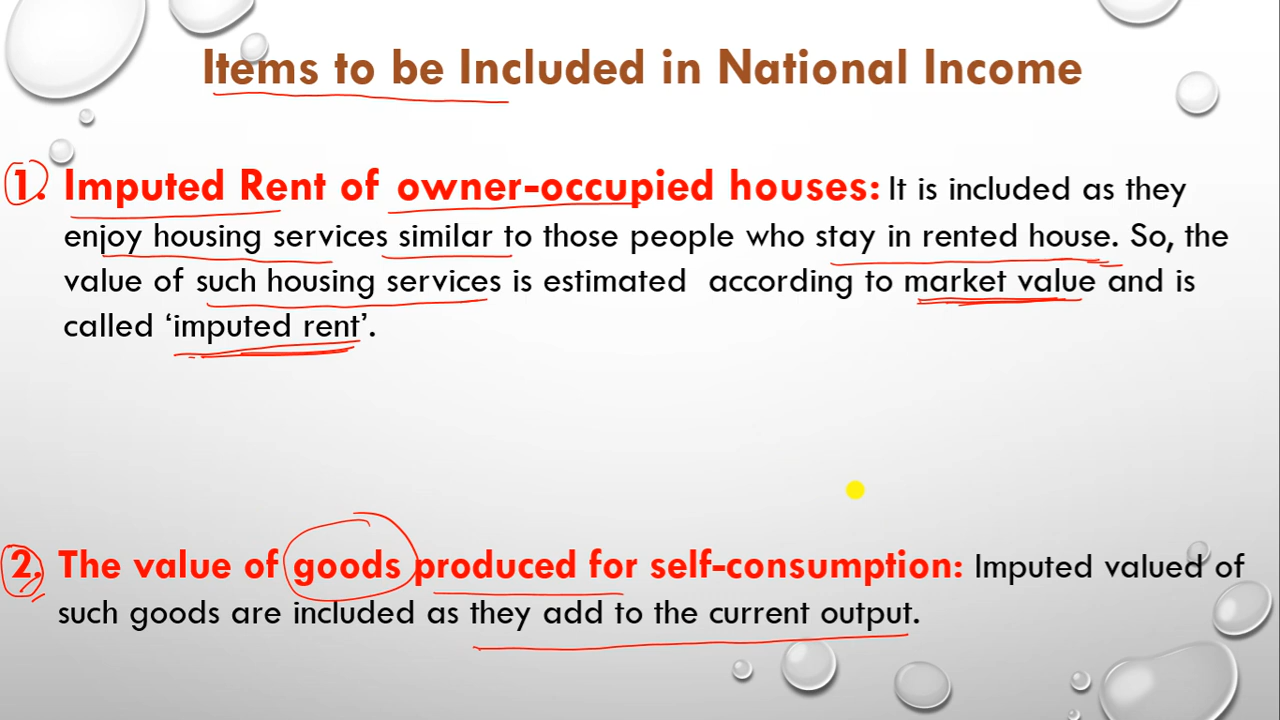 Items to be Included in National Income
1. Imputed Rent of owner-occupied houses: It is included as they
enjoy housing services similar to those people who stay in rented house. So, the
value of such housing services is estimated according to market value and is
called ‘imputed rent’.
2. The value of goods produced for self-consumption: Imputed valued of
such goods are included as they add to the current output.